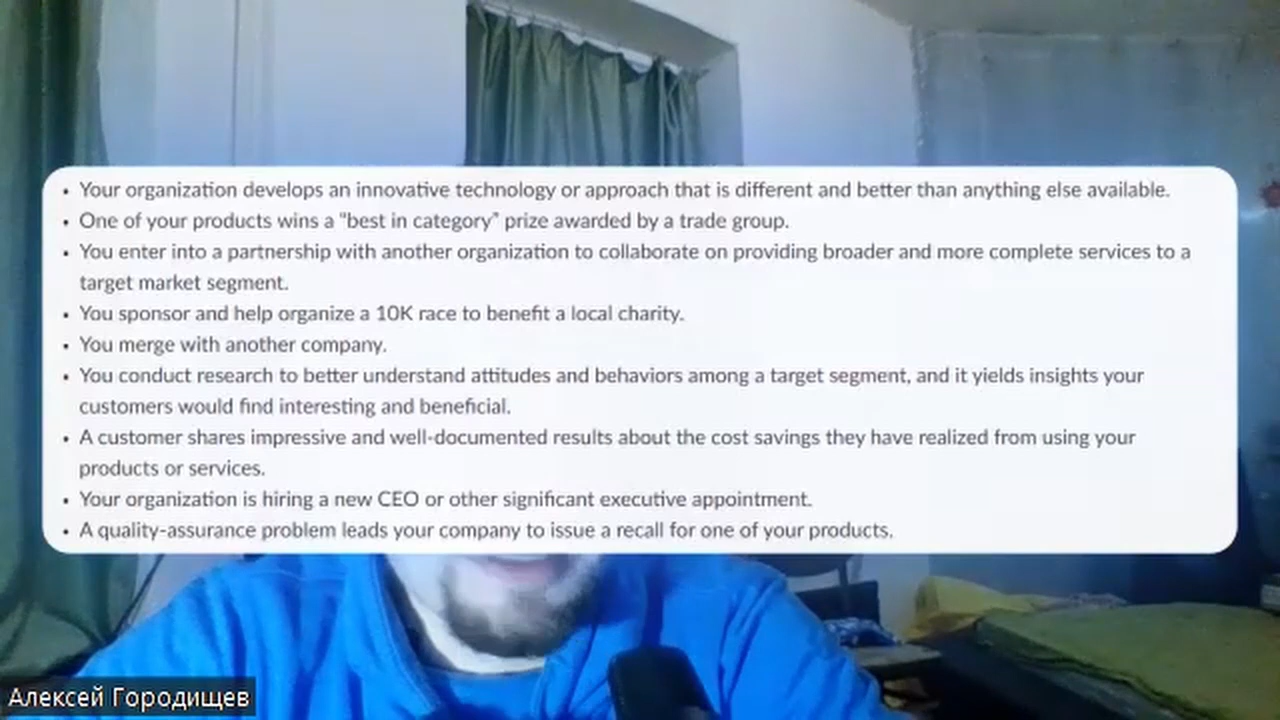 • Your organization develops an innovative technology or approach that is different and better than anything else available.
• One of your products wins a “best in category” prize awarded by a trade group.
• You enter into a partnership with another organization to collaborate on providing broader and more complete services to a
target market segment.
• You sponsor and help organize a 10K race to benefit a local charity.
• You merge with another company.
• You conduct research to better understand attitudes and behaviors among a target segment, and it yields insights your
customers would find interesting and beneficial.
• A customer shares impressive and well-documented results about the cost savings they have realized from using your
products or services.
• Your organization is hiring a new CEO or other significant executive appointment.
• A quality-assurance problem leads your company to issue a recall for one of your products.
Алексей Городищев